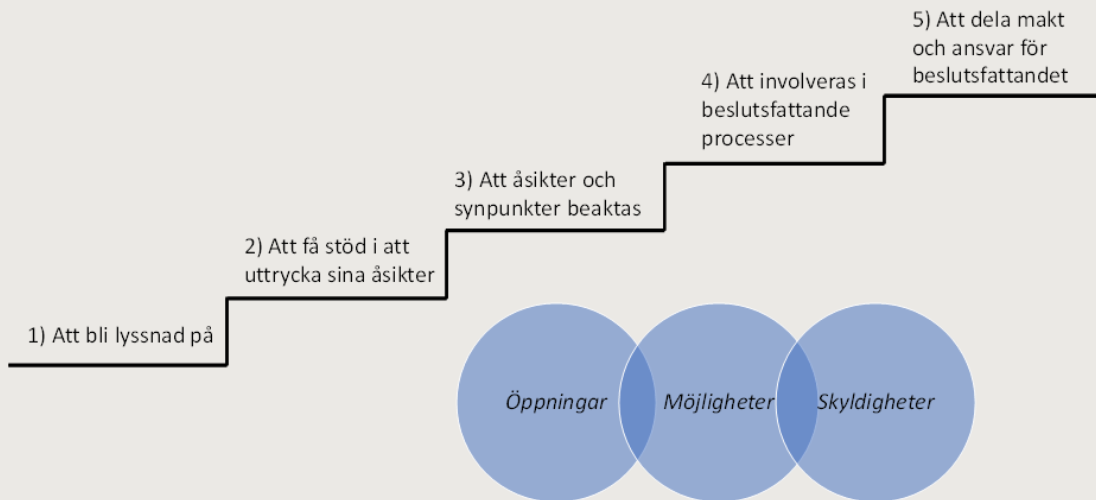 1) Att bli lyssnad på
2) Att få stöd i att
uttrycka sina åsikter
3) Att åsikter och
synpunkter beaktas
4) Att involveras i
beslutsfattande
processer
5) Att dela makt
och ansvar för
beslutsfattandet
Öppningar
Möjligheter
Skyldigheter